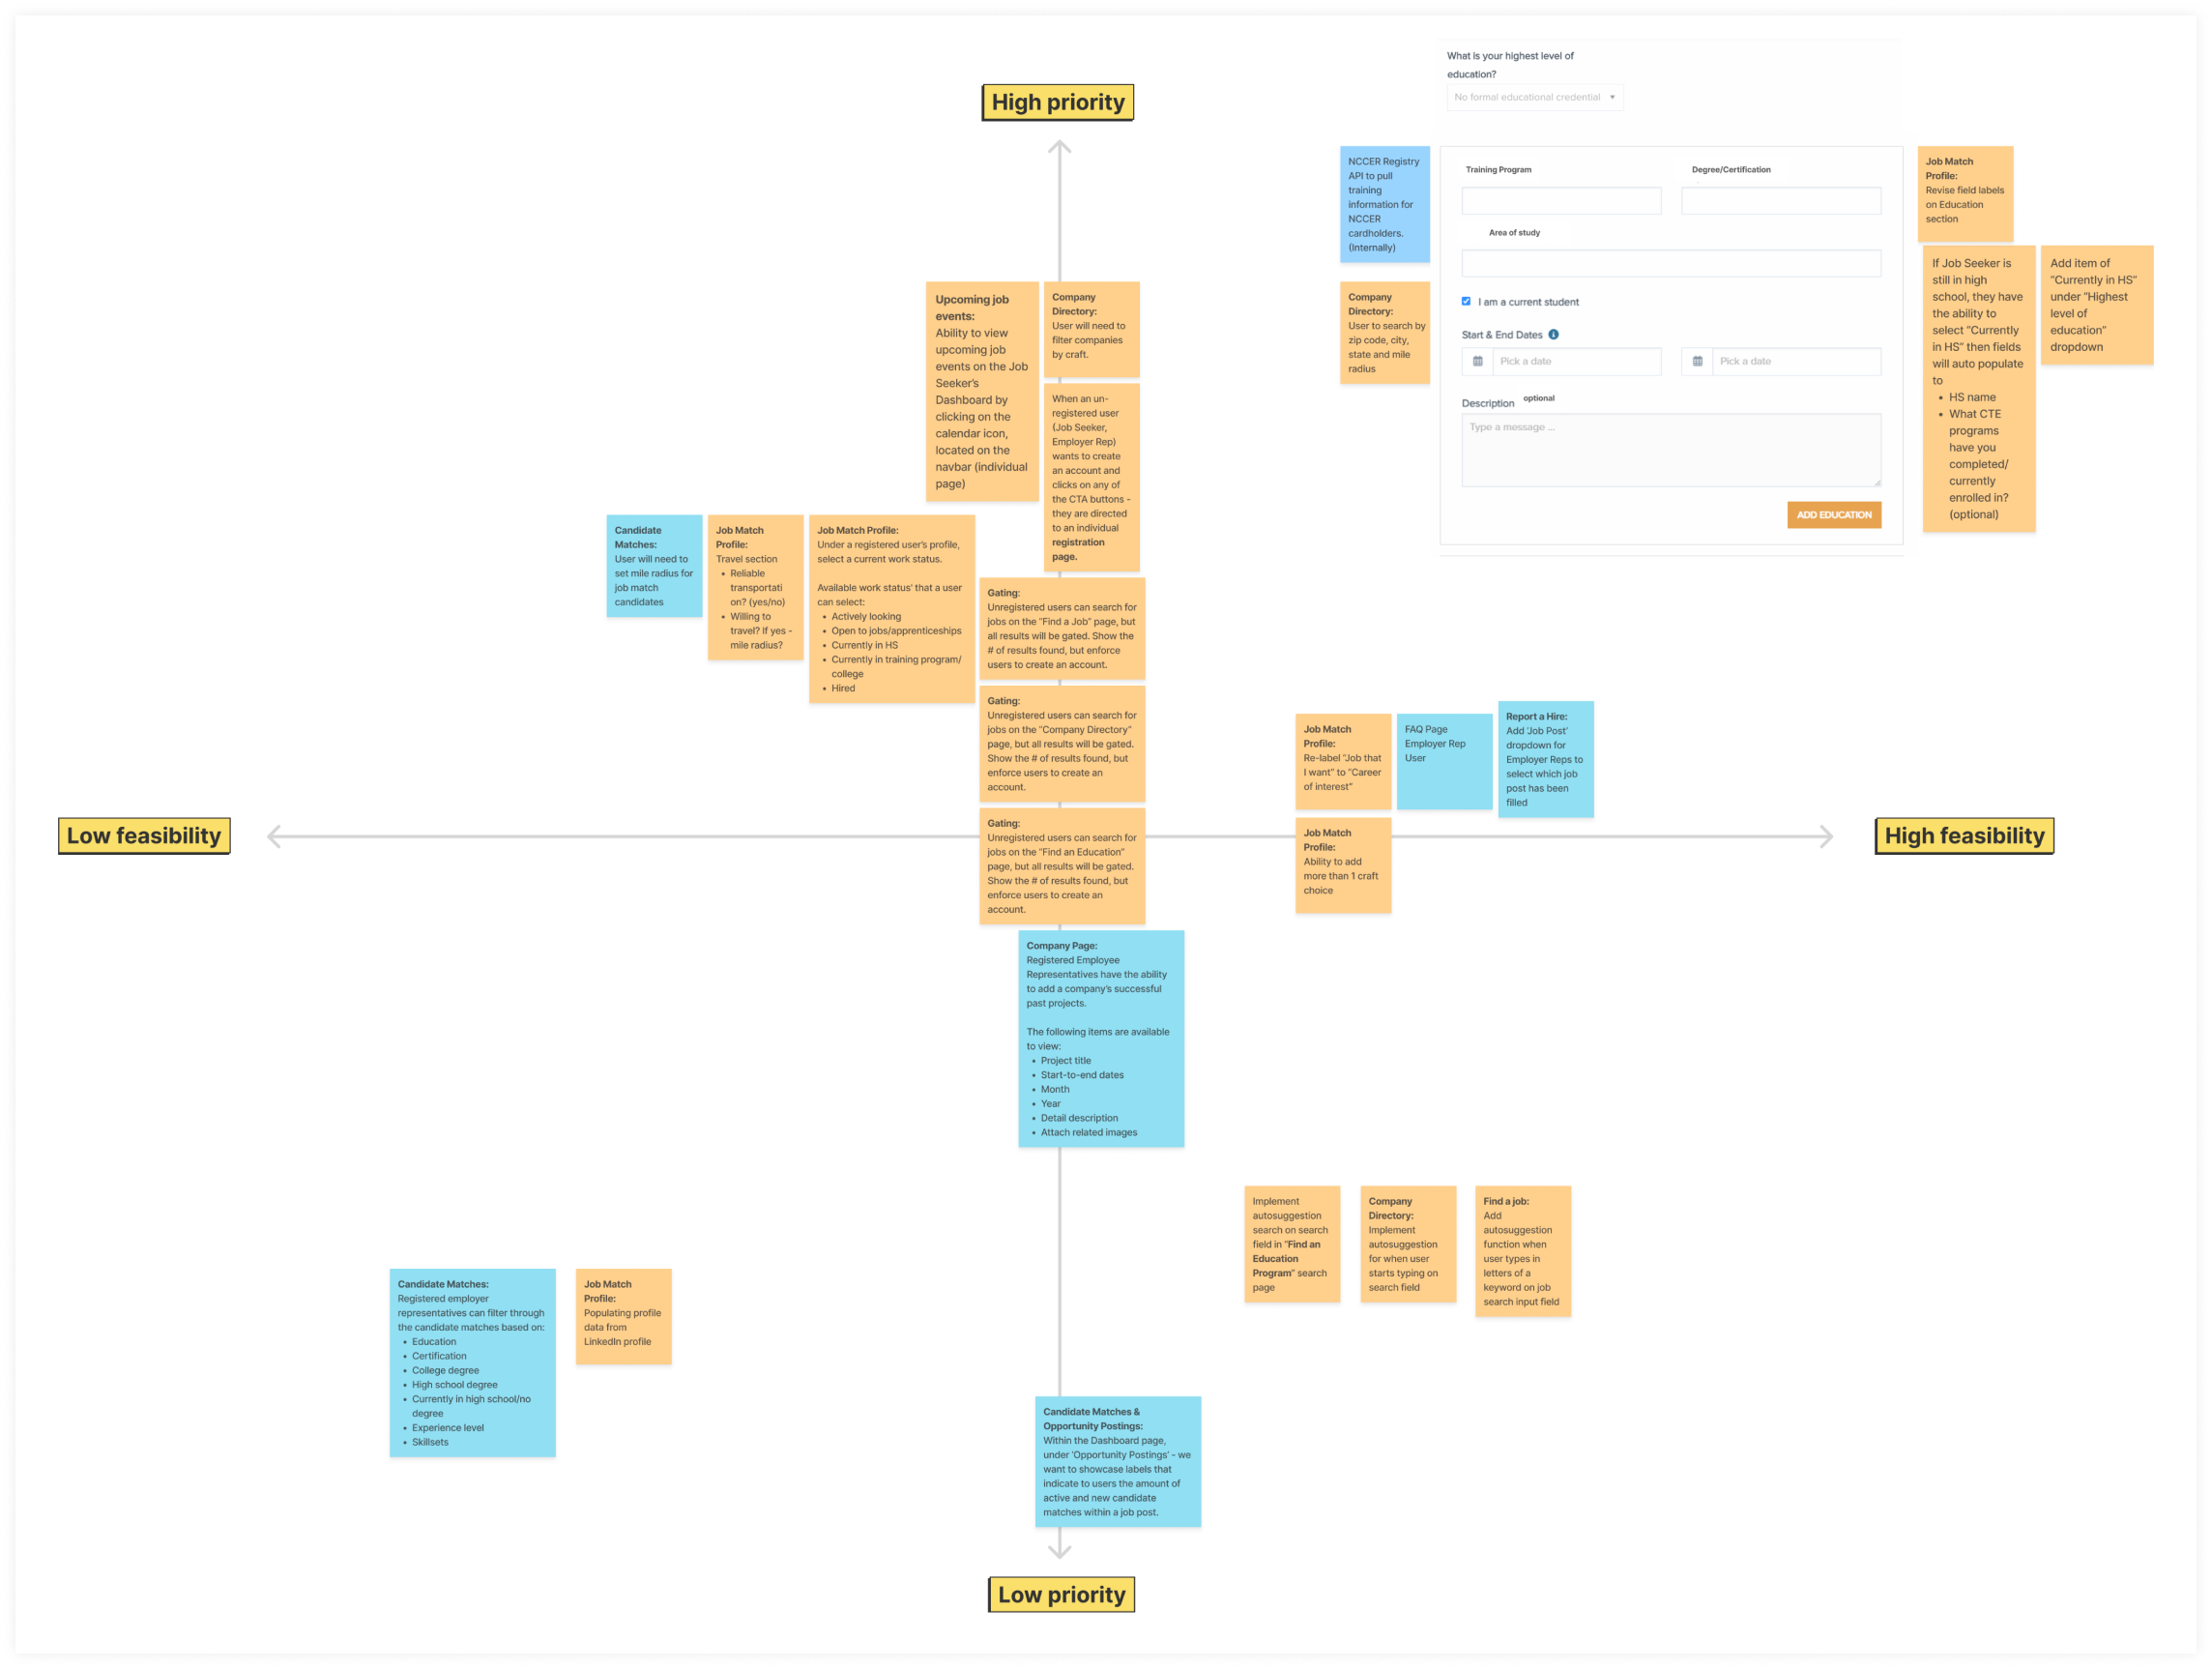 What is your highest level of
education?
No formal educational credential
High priority
NCCER Registry
API to pull
training
information for
NCCER
cardholders.
(Internally)
Training Program
Degree/Certification
Area of study
I am a current student
Start & End Dates
Pick a date
Pick a date
Description optional
Type a message ...
ADD EDUCATION
Job Match
Profile:
Revise field labels
on Education
section
If Job Seeker is
still in high
school, they have
the ability to
select “Currently
in HS” then fields
will auto populate
to
• HS name
• What CTE
programs
have you
completed/
currently
enrolled in?
(optional)
Add item of
“Currently in HS”
under “Highest
level of
education”
dropdown
Company
Directory:
User to search by
zip code, city,
state and mile
radius
Upcoming job
events:
Ability to view
upcoming job
events on the Job
Seeker’s
Dashboard by
clicking on the
calendar icon,
located on the
navbar (individual
page)
Company
Directory:
User will need to
filter companies
by craft.
When an un-
registered user
(Job Seeker,
Employer Rep)
wants to create
an account and
clicks on any of
the CTA buttons -
they are directed
to an individual
registration
page.
Candidate
Matches:
User will need to
set mile radius for
job match
candidates
Job Match
Profile:
Travel section
• Reliable
transportati
on? (yes/no)
• Willing to
travel? If yes -
mile radius?
Job Match Profile:
Under a registered user’s profile,
select a current work status.
Available work status' that a user
can select:
• Actively looking
• Open to jobs/apprenticeships
• Currently in HS
• Currently in training program/
college
• Hired
Gating:
Unregistered users can search for
jobs on the “Find a Job” page, but
all results will be gated. Show the
# of results found, but enforce
users to create an account.
Gating:
Unregistered users can search for
jobs on the “Company Directory”
page, but all results will be gated.
Show the # of results found, but
enforce users to create an
account.
Job Match
Profile:
Re-label “Job that
I want” to “Career
of interest”
FAQ Page
Employer Rep
User
Report a Hire:
Add ‘Job Post’
dropdown for
Employer Reps to
select which job
post has been
filled
Low feasibility
High feasibility
Gating:
Unregistered users can search for
jobs on the “Find an Education”
page, but all results will be gated.
Show the # of results found, but
enforce users to create an
account.
Job Match
Profile:
Ability to add
more than 1 craft
choice
Company Page:
Registered Employee
Representatives have the ability
to add a company’s successful
past projects.
The following items are available
to view:
• Project title
• Start-to-end dates
• Month
• Year
• Detail description
• Attach related images
Implement
autosuggestion
search on search
field in “Find an
Education
Program” search
page
Company
Directory:
Implement
autosuggestion
for when user
starts typing on
search field
Find a job:
Add
autosuggestion
function when
user types in
letters of a
keyword on job
search input field
Candidate Matches:
Registered employer
representatives can filter through
the candidate matches based on:
• Education
• Certification
• College degree
• High school degree
• Currently in high school/no
degree
• Experience level
• Skillsets
Job Match
Profile:
Populating profile
data from
LinkedIn profile
Candidate Matches &
Opportunity Postings:
Within the Dashboard page,
under ‘Opportunity Postings’ - we
want to showcase labels that
indicate to users the amount of
active and new candidate
matches within a job post.
Low priority